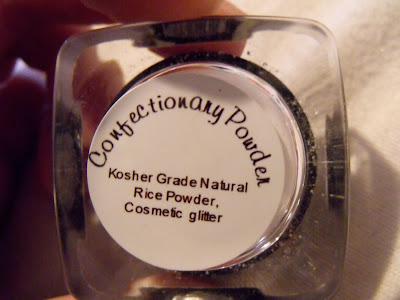 Confectionary Powder
Kosher Grade Natural
Rice Powder,
Cosmetic glitter